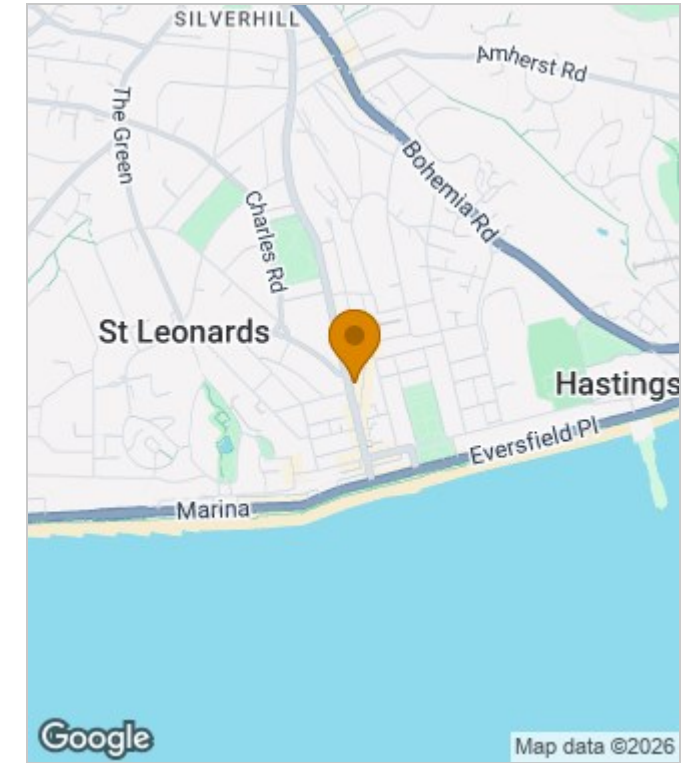 SILVERHILL
Amherst Rd
The Green
Bohemia Rd
Charles Rd
St Leonards
Hastings
Eversfield Pl
Marina
Google
Map data ©2026